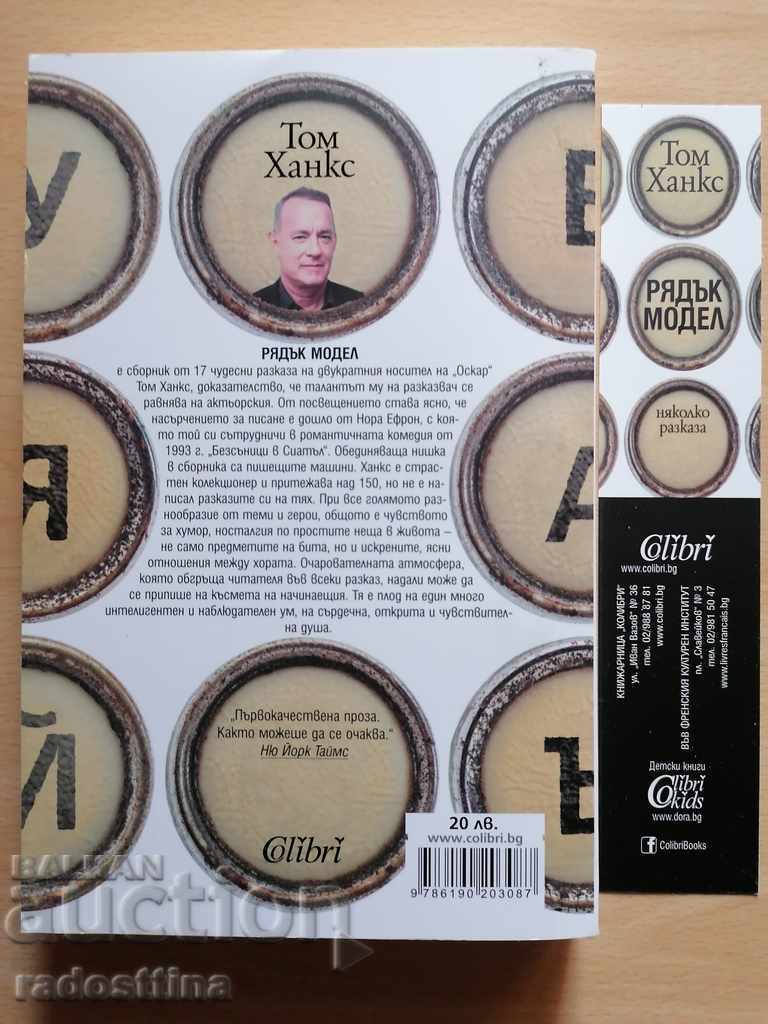 У
Том
Ханкс
Е
РЯДЪК МОДЕЛ
е сборник от 17 чудесни разказа на двукратния носител на „Оскар“
Том Ханкс, доказателство, че талантът му на разказвач се
равнява на актьорския. От посвещението става ясно, че
насърчението за писане е дошло от Нора Ефрон, с коя-
то той си сътрудничи в романтичната комедия от
1993 г. „Безсъници в Сиатъл“. Обединяваща нишка
в сборника са пишещите машини. Ханкс е страс-
тен колекционер и притежава над 150, но не е на-
писал разказите си на тях. При все голямото раз-
нообразие от теми и герои, общото е чувството
за хумор, носталгия по простите неща в живота –
не само предметите на бита, но и искрените, ясни
отношения между хората. Очарователната атмосфера,
която обгръща читателя във всеки разказ, надали може да
се припише на късмета на начинаещия. Тя е плод на един много
интелигентен и наблюдателен ум, на сърдечна, открита и чувствител-
на душа.
Я
А
Й
„Първокачествена проза.
Както можеше да се очаква.“
Ню Йорк Таймс
Colibri
Ъ
20 лв.
www.colibri.bg
9 786190 203087
Том
Ханкс
РЯДЪК
МОДЕЛ
няколко
разказа
Colibri
www.colibri.bg
КНИЖАРНИЦА „КОЛИБРИ“
ул. „Иван Вазов“ № 36
тел. 02/988 87 81
www.colibri.bg
ВЪВ ФРЕНСКИЯ КУЛТУРЕН ИНСТИТУТ
пл. „Славейков“ № 3
тел. 02/981 50 47
www.livresfrancais.bg
Детски книги
Colibri
kids
www.dora.bg
f ColibriBooks
BALKAN
auction
radosttina